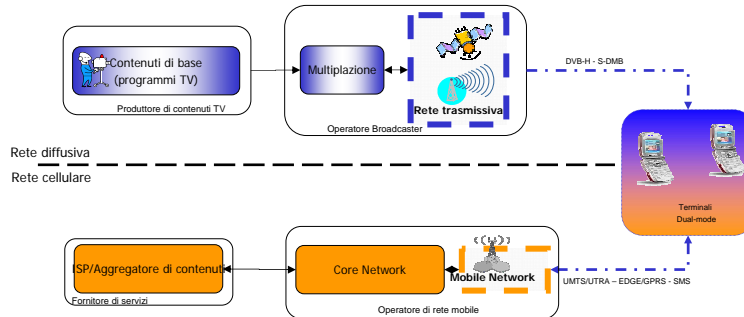 Contenuti di base
(programmi TV)
Produttore di contenuti TV
Multiplazione
Rete trasmissiva
Operatore Broadcaster
DVB-H - S-DMB
Rete diffusiva
Rete cellulare
Terminali
Dual-mode
ISP/Aggregatore di contenuti
Fornitore di servizi
Core Network
Mobile Network
Operatore di rete mobile
UMTS/UTRA – EDGE/GPRS - SMS